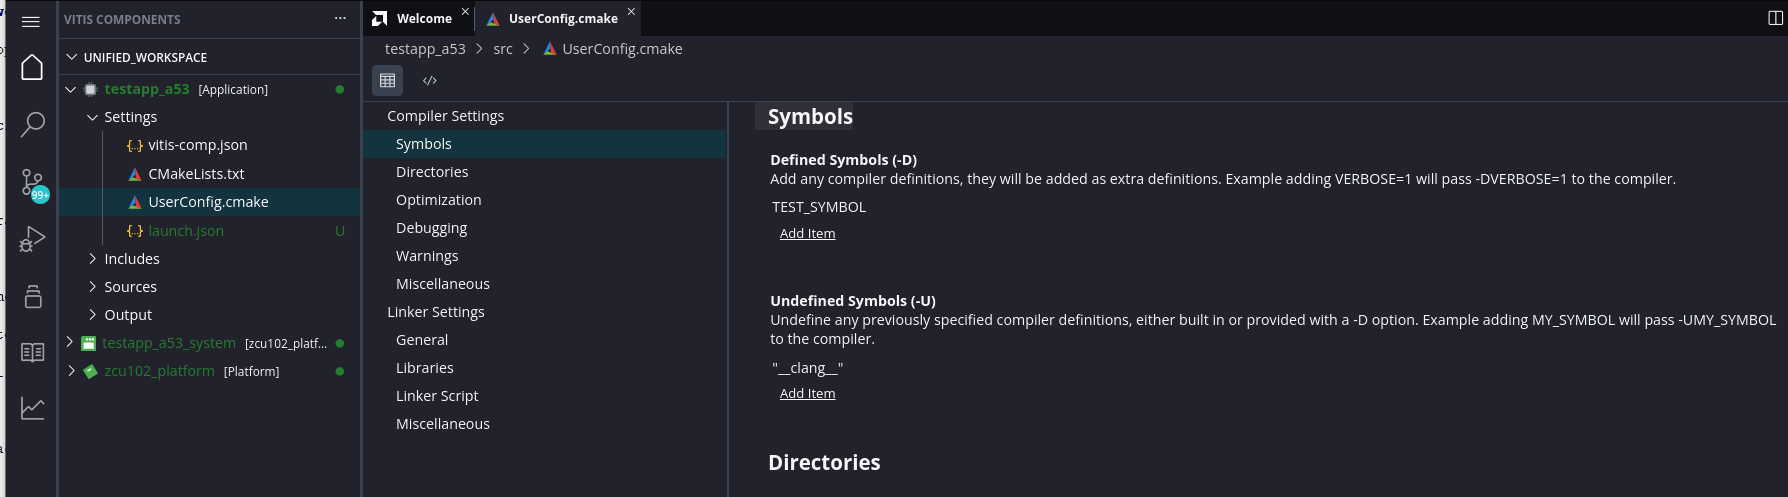 VITIS COMPONENTS
...
UNIFIED_WORKSPACE
testapp_a53 [Application]
Settings
{..} vitis-comp.json
CMakeLists.txt
UserConfig.cmake
{..} launch.json U
Includes
Sources
Output
testapp_a53_system [zcu102_platf...
zcu102_platform [Platform]
99+
Welcome
UserConfig.cmake
testapp_a53 > src > UserConfig.cmake
</>
Compiler Settings
Symbols
Directories
Optimization
Debugging
Warnings
Miscellaneous
Linker Settings
General
Libraries
Linker Script
Miscellaneous
Symbols
Defined Symbols (-D)
Add any compiler definitions, they will be added as extra definitions. Example adding VERBOSE=1 will pass -DVERBOSE=1 to the compiler.
TEST_SYMBOL
Add Item
Undefined Symbols (-U)
Undefine any previously specified compiler definitions, either built in or provided with a -D option. Example adding MY_SYMBOL will pass -UMY_SYMBOL
to the compiler.
"__clang__"
Add Item
Directories